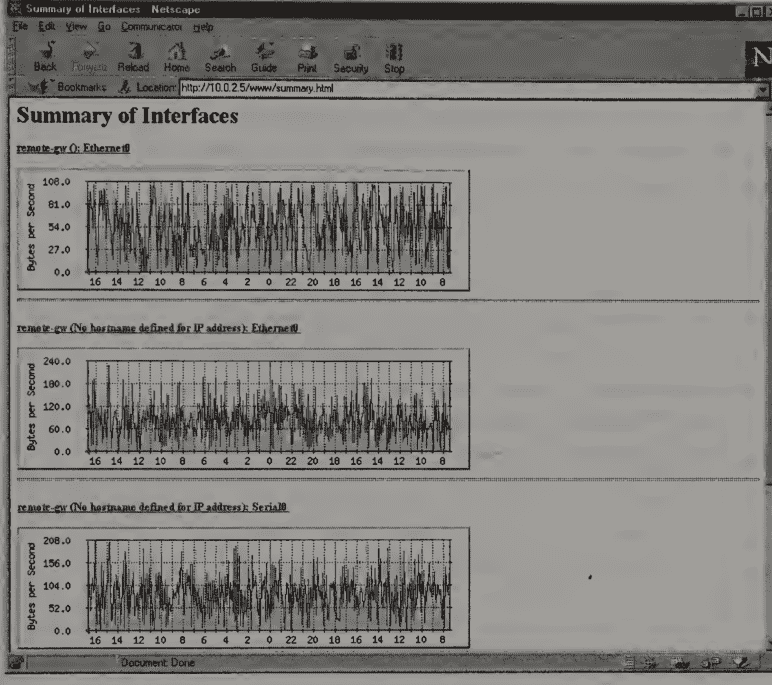 Summary of Interfaces - Netscape
File Edit View Go Communicator Help
Back Forward Reload Home Search Guide Print Security Stop
N
Bookmarks Location: http://10.0.2.5/www/summary.html
Summary of Interfaces
remote-gw (): Ethernet0
Bytes per Second
108.0
81.0
54.0
27.0
0.0
16 14 12 10 8 6 4 2 0 22 20 18 16 14 12 10 8
remote-gw (No hostname defined for IP address): Ethernet0
Bytes per Second
240.0
180.0
120.0
60.0
0.0
16 14 12 10 8 6 4 2 0 22 20 18 16 14 12 10 8
remote-gw (No hostname defined for IP address): Serial0
Bytes per Second
208.0
156.0
104.0
52.0
0.0
16 14 12 10 8 6 4 2 0 22 20 18 16 14 12 10 8
Document: Done